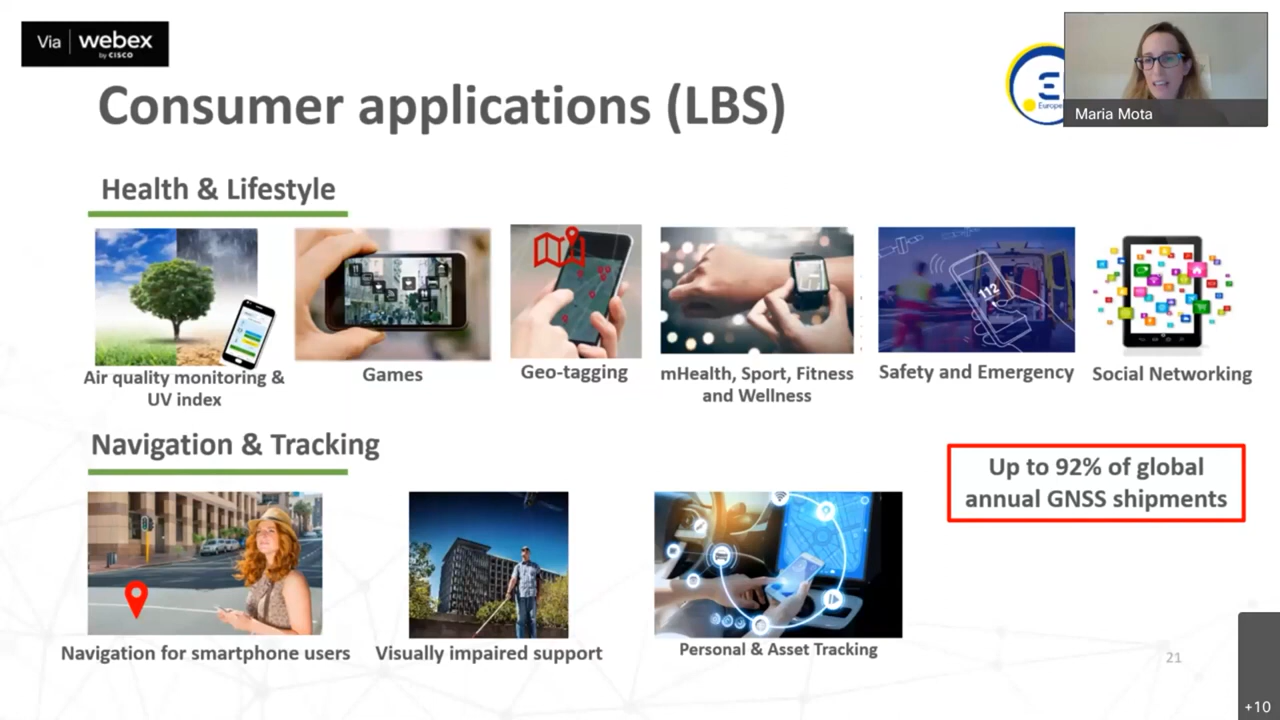 Via webex
by CISCO
Consumer applications (LBS)
Europe
Maria Mota
Health & Lifestyle
112
Air quality monitoring &
UV index
Games
Geo-tagging
mHealth, Sport, Fitness
and Wellness
Safety and Emergency
Social Networking
Navigation & Tracking
Up to 92% of global
annual GNSS shipments
Navigation for smartphone users
Visually impaired support
Personal & Asset Tracking
21
+10